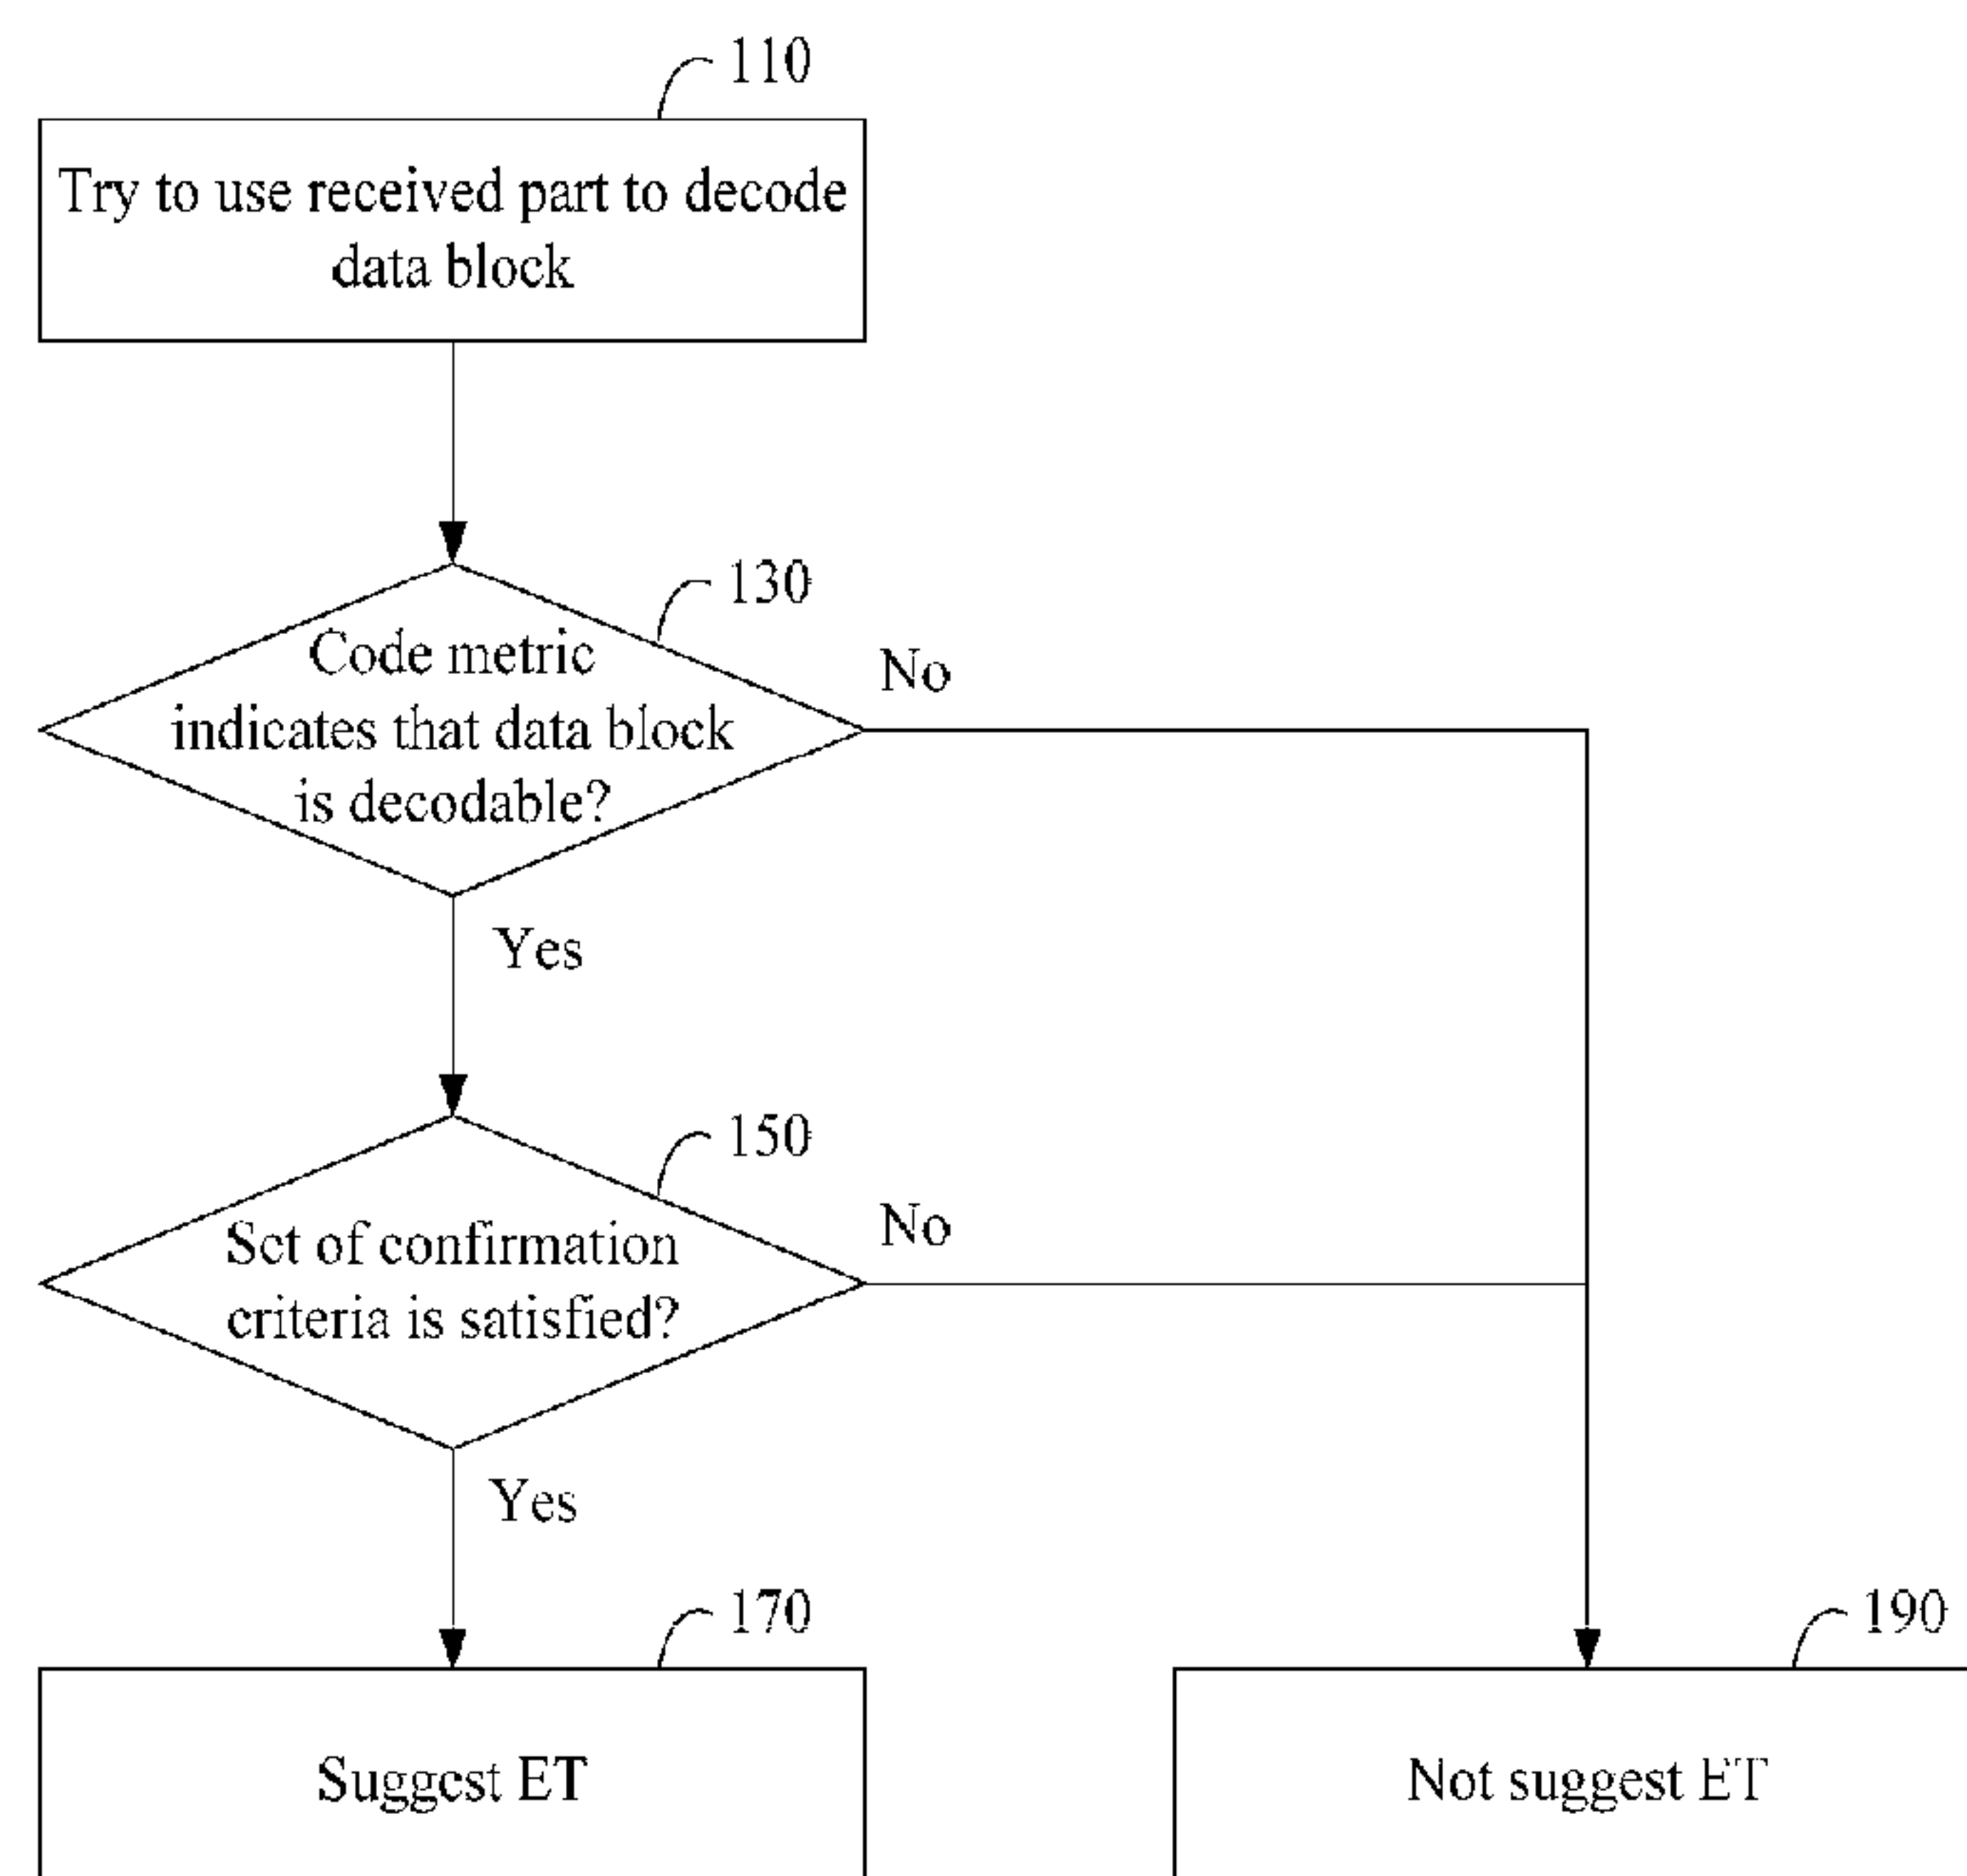 110
Try to use received part to decode
data block
130
Code metric
indicates that data block
is decodable?
No
Yes
150
Set of confirmation
criteria is satisfied?
No
Yes
170
190
Suggest ET
Not suggest ET